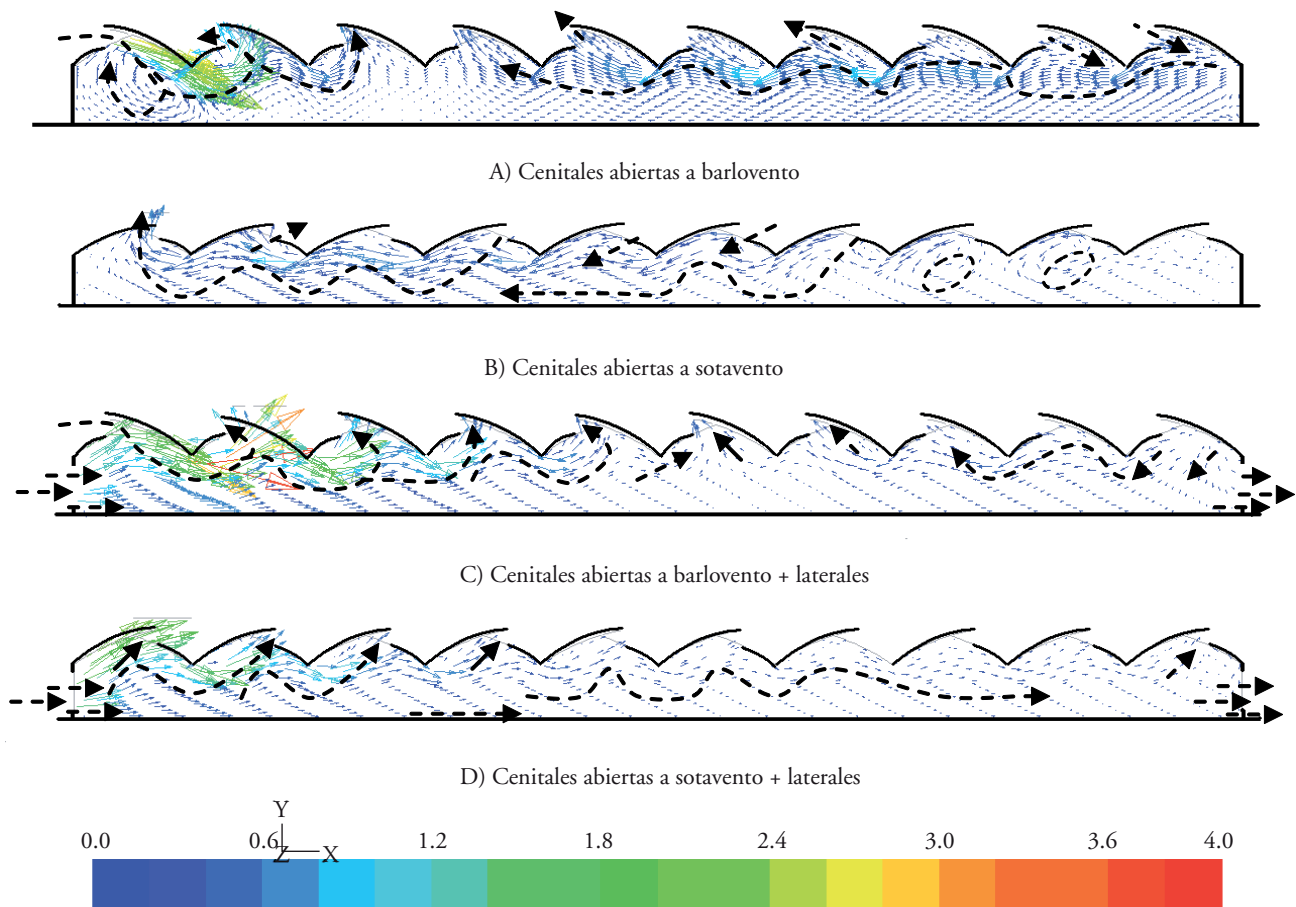 A) Cenitales abiertas a barlovento
B) Cenitales abiertas a sotavento
C) Cenitales abiertas a barlovento + laterales
D) Cenitales abiertas a sotavento + laterales
Y
0.0 0.6 1.2 1.8 2.4 3.0 3.6 4.0
Z X